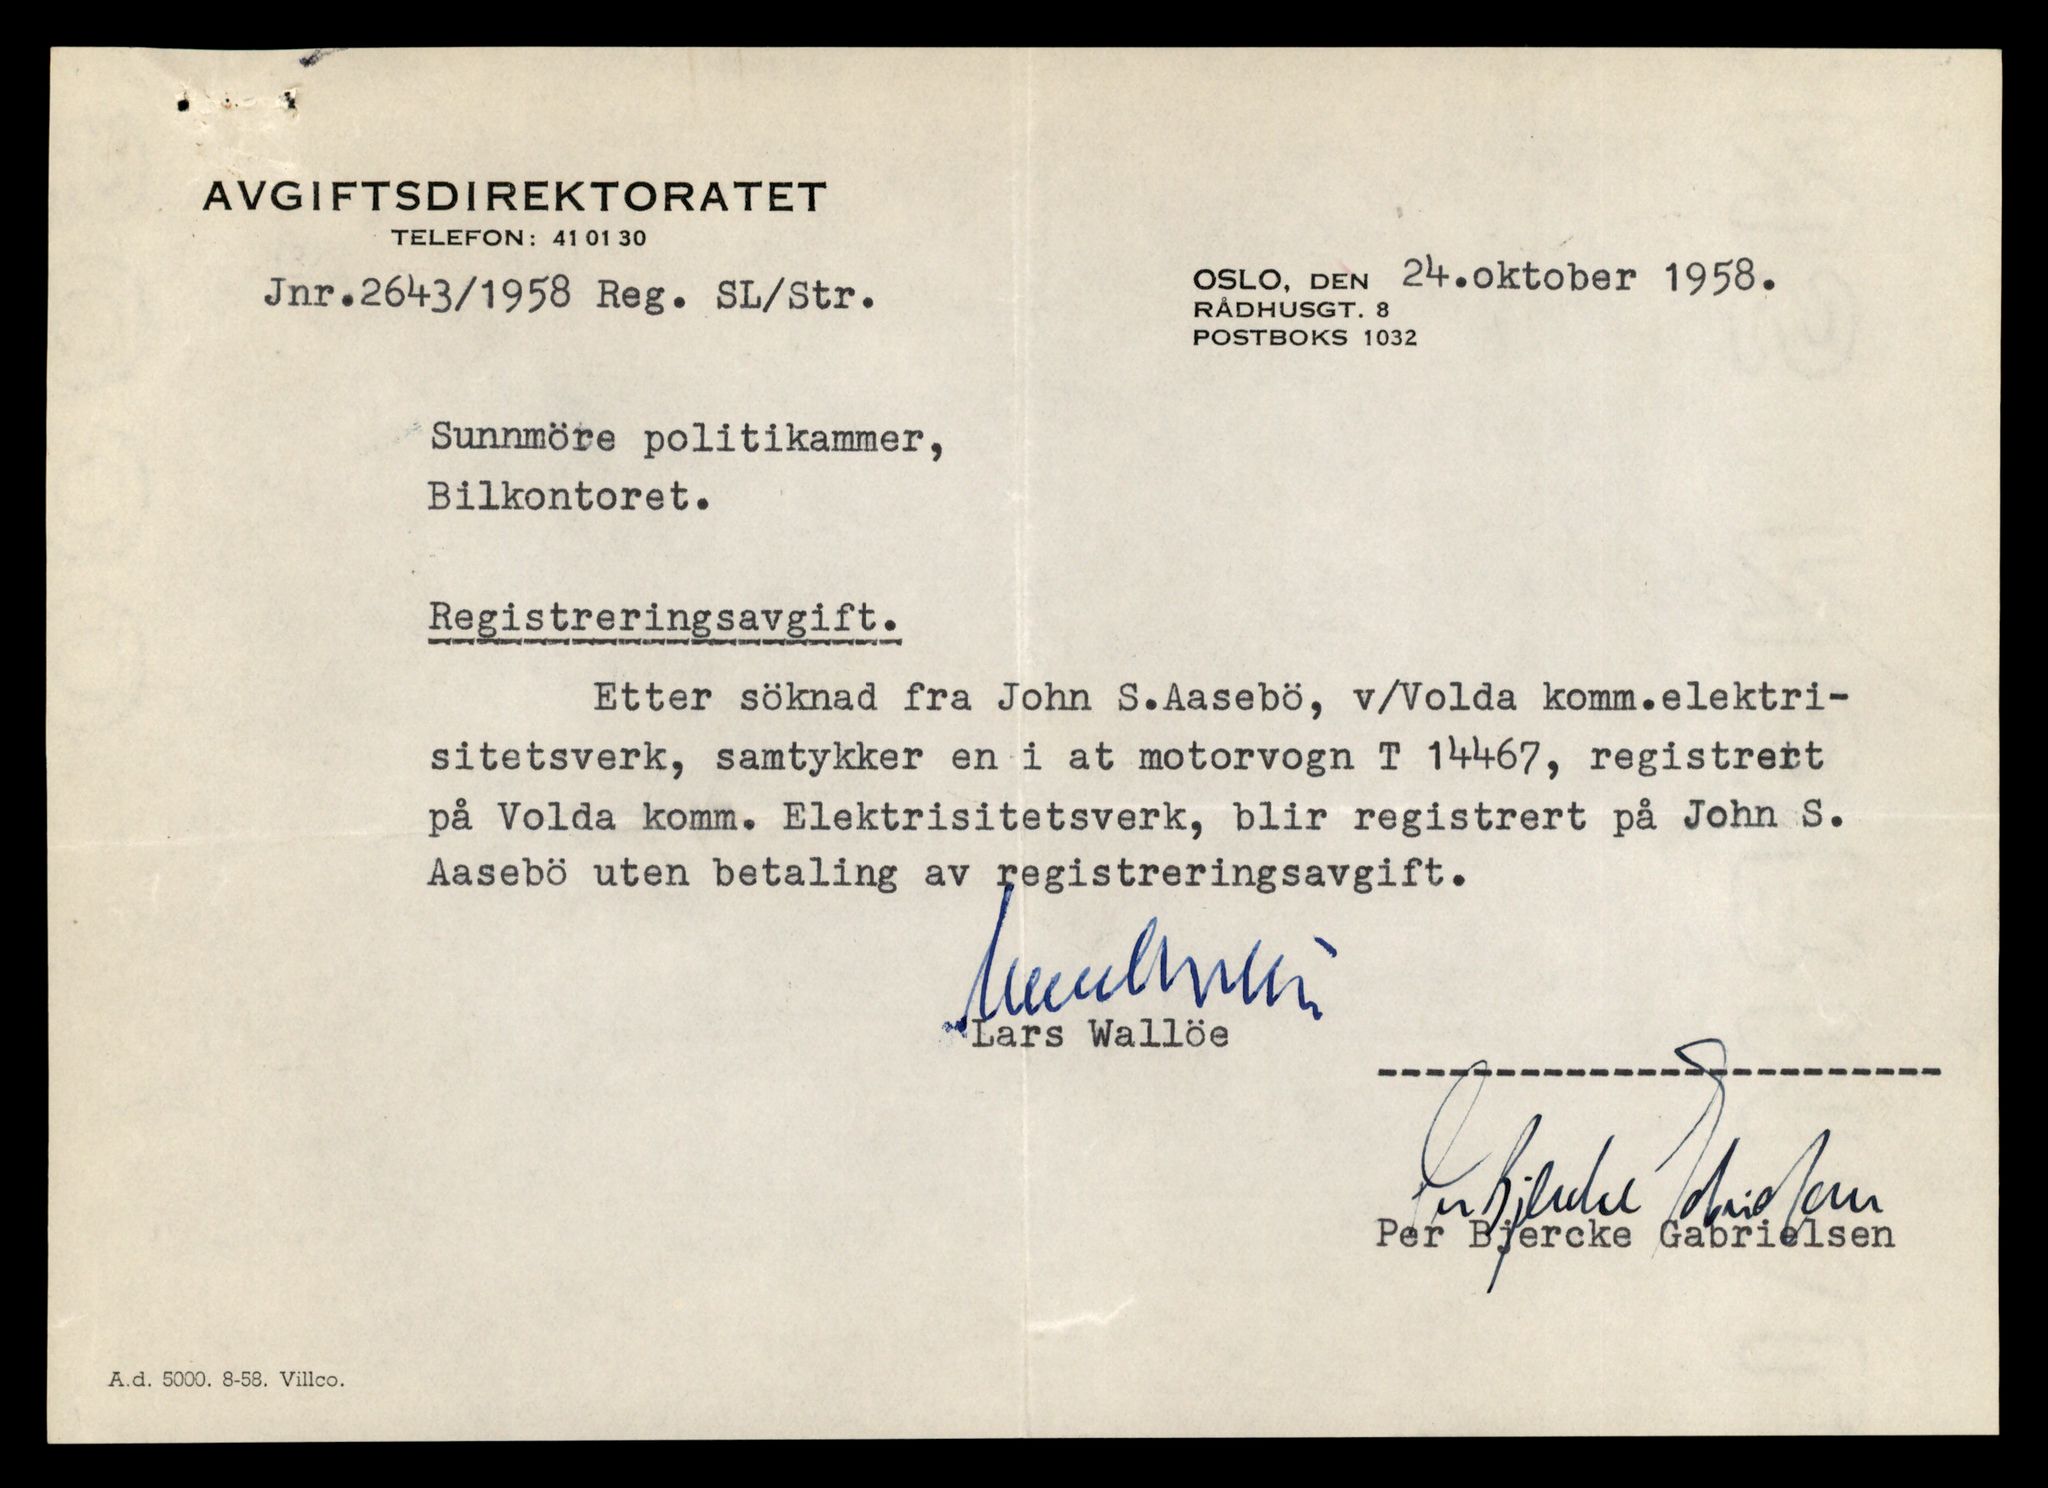 AVGIFTSDIREKTORATET
TELEFON: 41 01 30
Jnr.2643/1958 Reg. SL/Str.
OSLO, DEN 24.oktober 1958.
RÅDHUSGT. 8
POSTBOKS 1032
Sunnmöre politikammer,
Bilkontoret.
Registreringsavgift.
Etter söknad fra John S.Aasebö, v/Volda komm.elektri-
sitetsverk, samtykker en i at motorvogn T 14467, registrert
på Volda komm. Elektrisitetsverk, blir registrert på John S.
Aasebö uten betaling av registreringsavgift.
Lars Wallöe
Per Bjercke Gabrielsen
Per Bjercke Gabrielsen
A.d. 5000. 8-58. Villco.